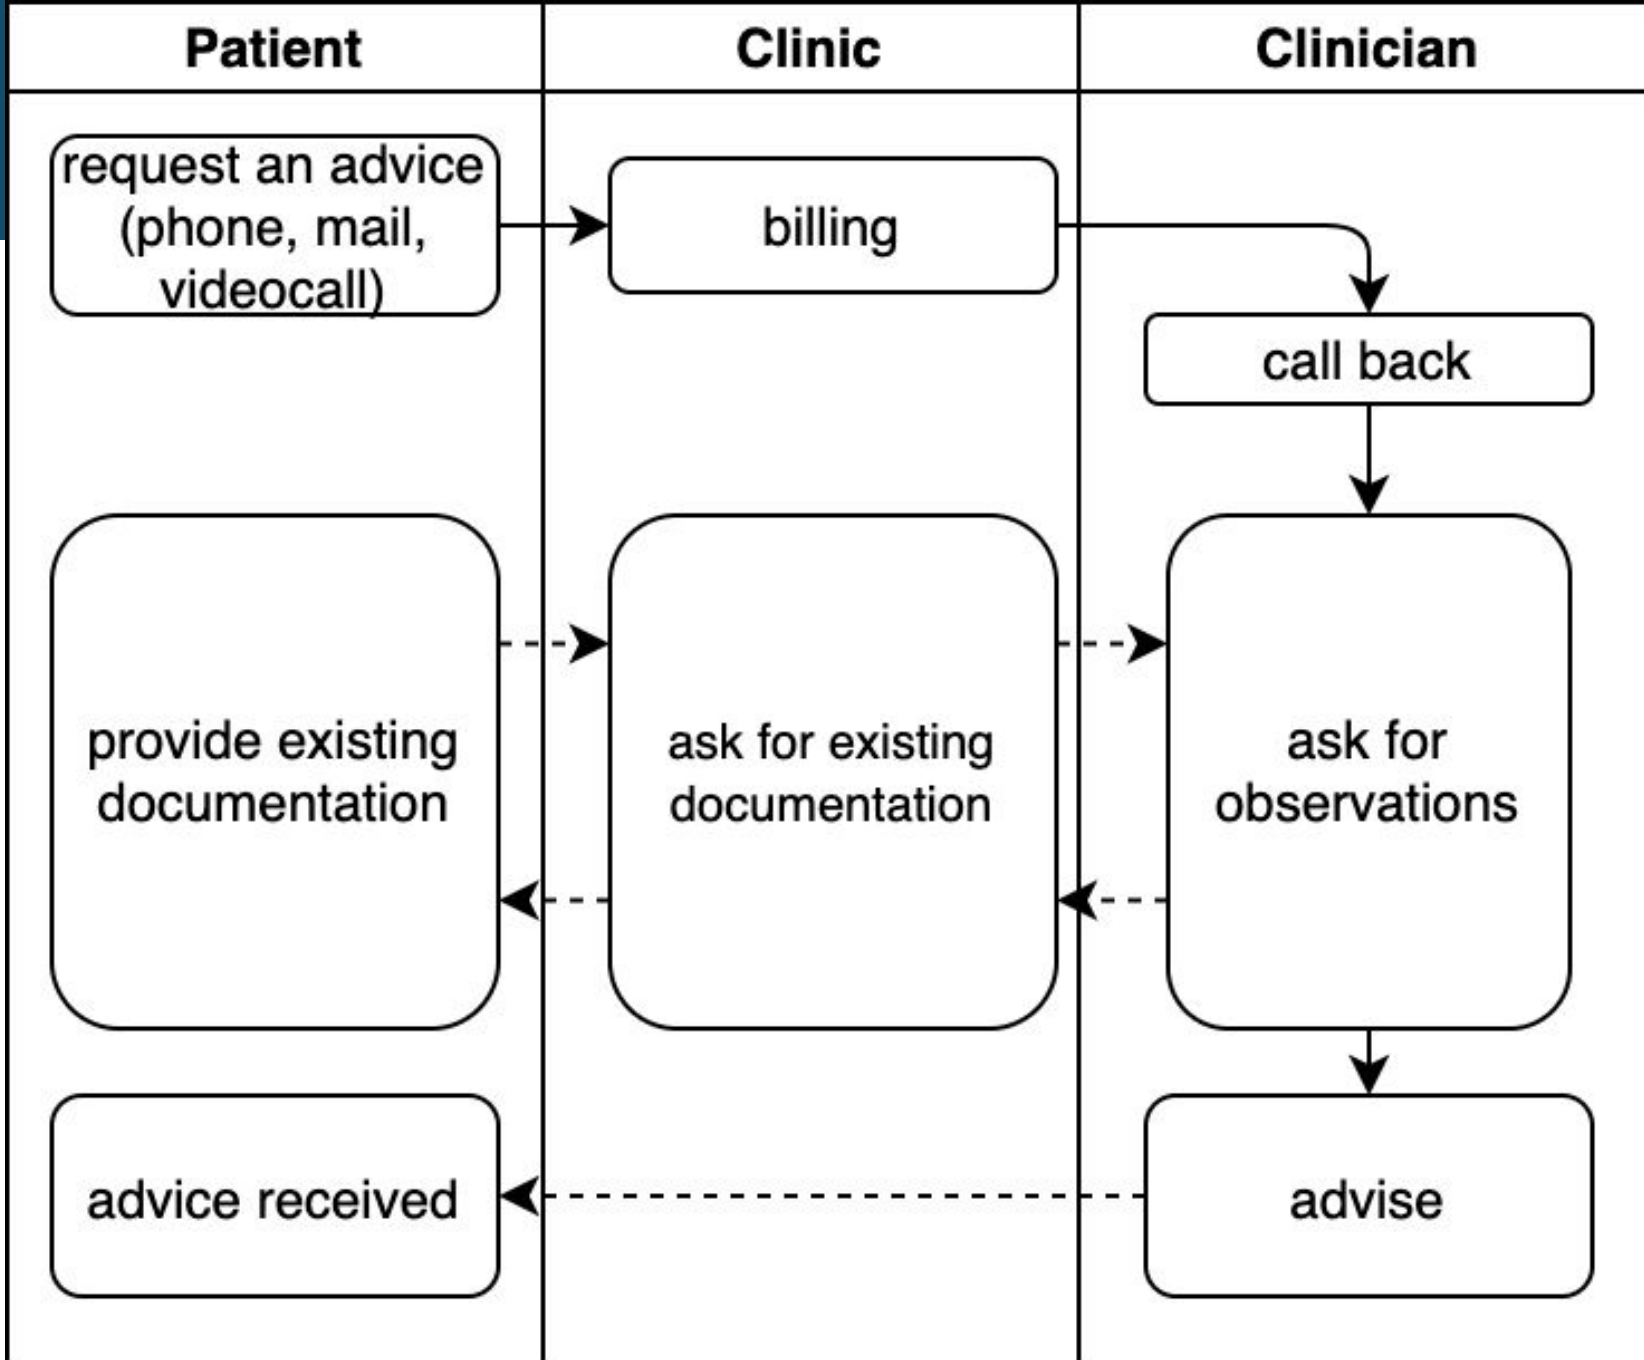 Patient
Clinic
Clinician
request an advice
(phone, mail,
videocall)
billing
call back
provide existing
documentation
ask for existing
documentation
ask for
observations
advice received
advise